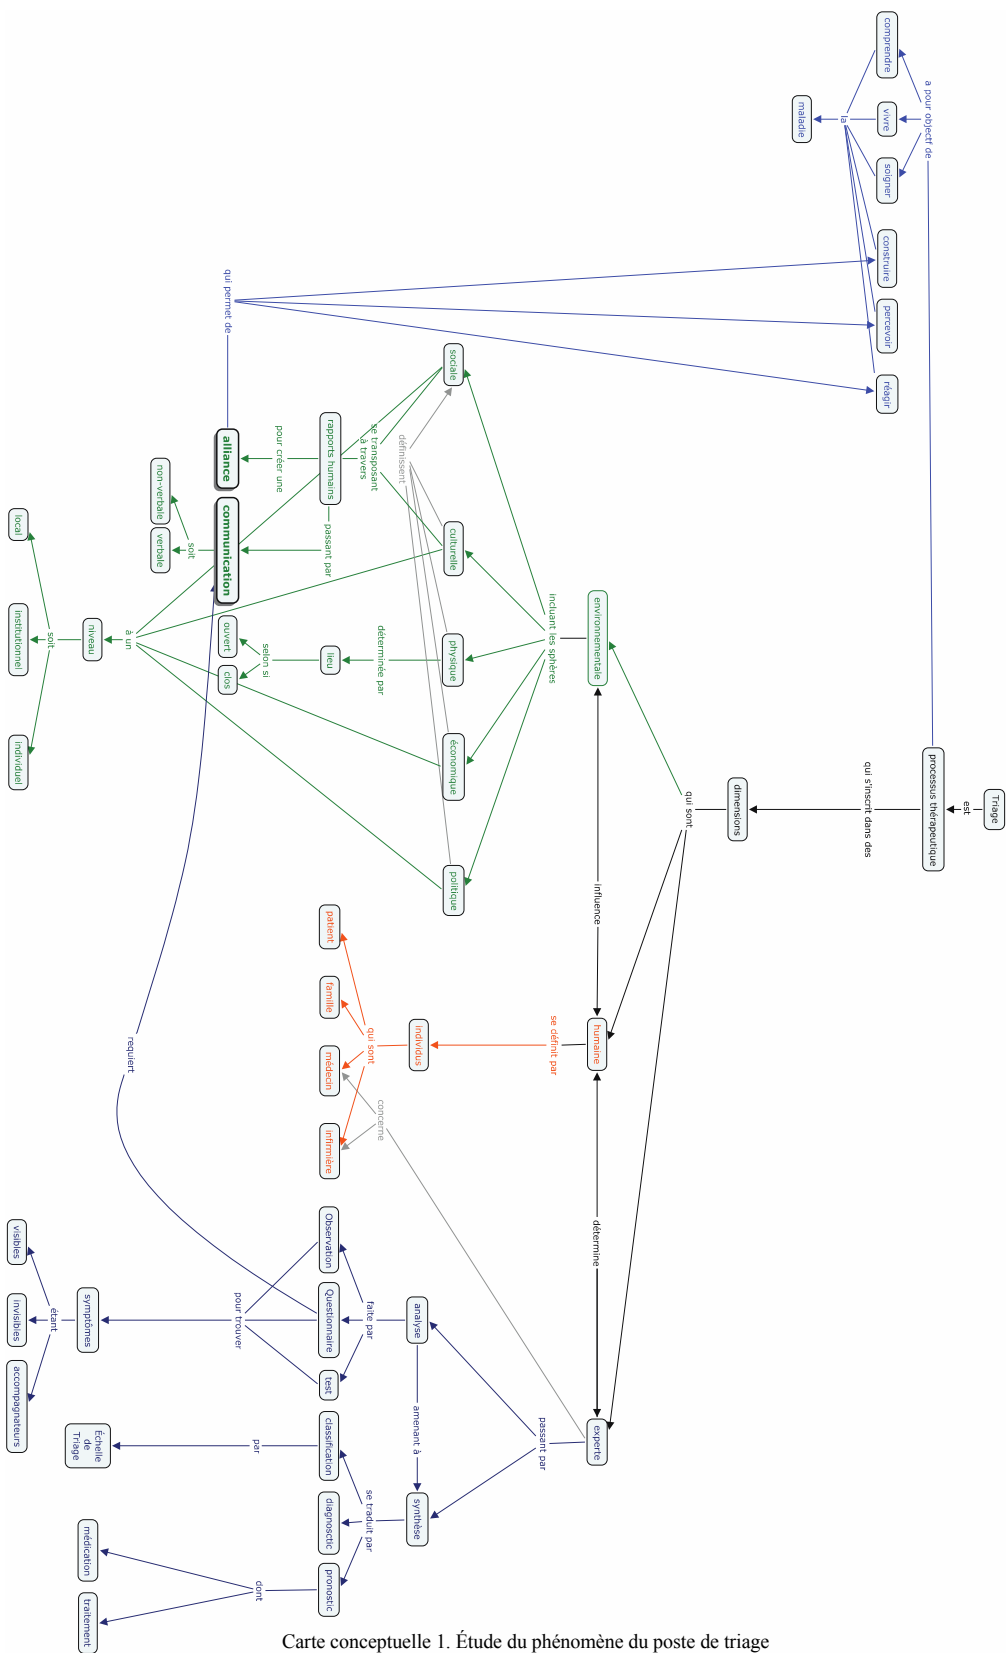 Triage
est
processus thérapeutique
a pour objectf de
comprendre
vivre
soigner
construire
percevoir
réagir
la
maladie
qui s'inscrit dans des
dimensions
qui sont
environnementale
influence
humaine
détermine
experte
incluant les sphères
sociale
culturelle
physique
économique
politique
définissent
se transposant
à travers
rapports humains
pour créer une
alliance
qui permet de
passant par
communication
soit
non-verbale
verbale
déterminée par
lieu
selon si
ouvert
clos
à un
niveau
soit
local
institutionnel
individuel
se définit par
individus
qui sont
patient
famille
médecin
infirmière
concerne
passant par
analyse
amenant à
synthèse
faite par
Observation
Questionnaire
test
requiert
pour trouver
symptômes
étant
visibles
invisibles
accompagnateurs
se traduit par
classification
diagnosctic
pronostic
par
Échelle
de
Triage
dont
médication
traitement
Carte conceptuelle 1. Étude du phénomène du poste de triage